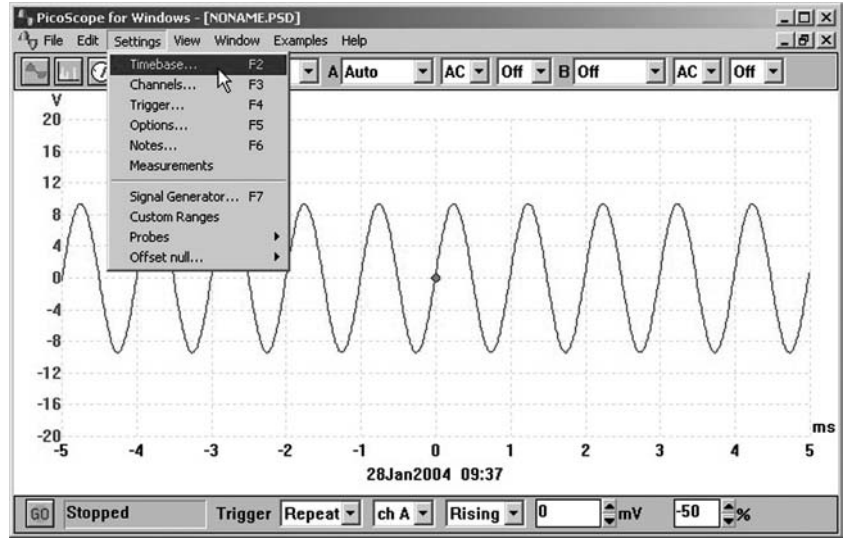 PicoScope for Windows - [NONAME.PSD]
File Edit Settings View Window Examples Help
A Auto AC Off B Off AC Off
Timebase... F2
Channels... F3
Trigger... F4
Options... F5
Notes... F6
Measurements
Signal Generator... F7
Custom Ranges
Probes
Offset null...
V
20
16
12
8
4
0
-4
-8
-12
-16
-20
ms
-5 -4 -3 -2 -1 0 1 2 3 4 5
28Jan2004 09:37
GO Stopped Trigger Repeat ch A Rising 0 mV -50 %